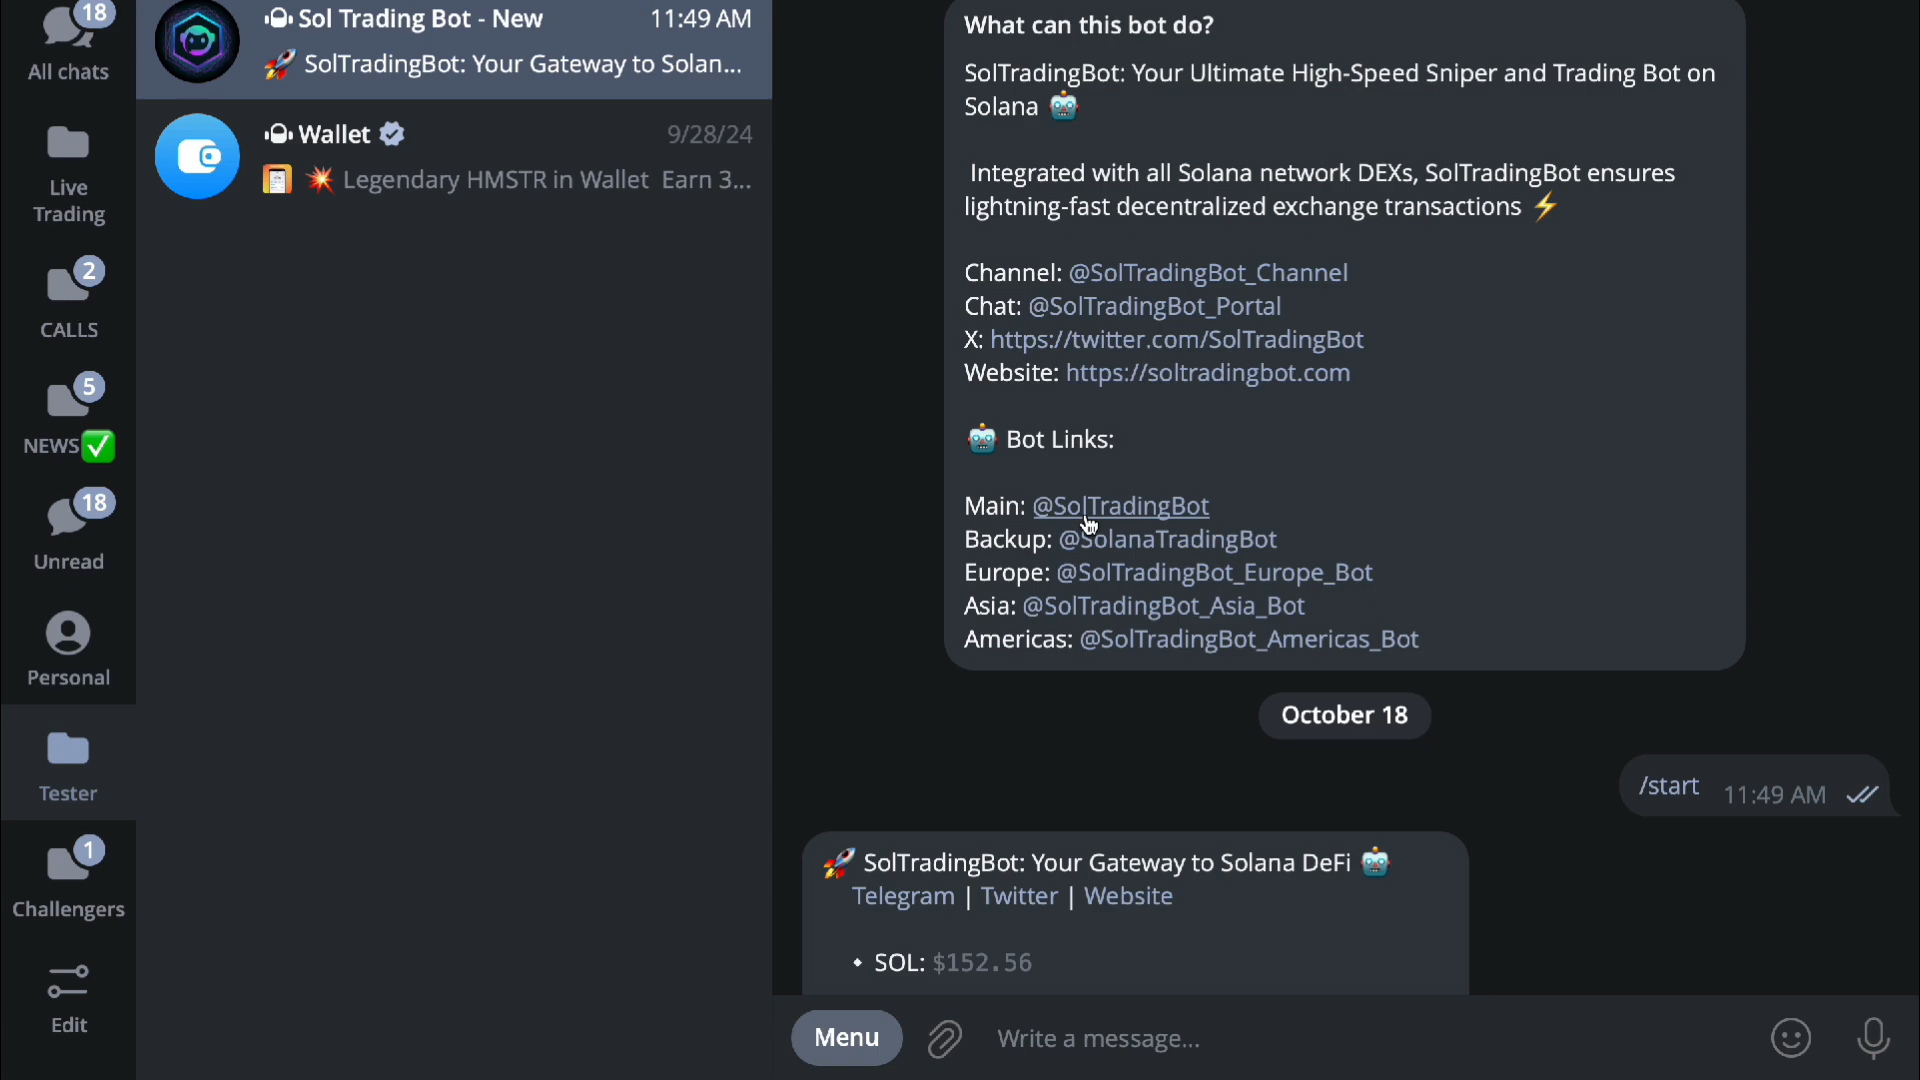 18
All chats
Live
Trading
2
CALLS
5
NEWS✅
18
Unread
Personal
Tester
1
Challengers
Edit
Sol Trading Bot - New 11:49 AM
🚀 SolTradingBot: Your Gateway to Solan...
Wallet 9/28/24
💥 Legendary HMSTR in Wallet Earn 3...
What can this bot do?
SolTradingBot: Your Ultimate High-Speed Sniper and Trading Bot on
Solana 🤖
Integrated with all Solana network DEXs, SolTradingBot ensures
lightning-fast decentralized exchange transactions ⚡
Channel: @SolTradingBot_Channel
Chat: @SolTradingBot_Portal
X: https://twitter.com/SolTradingBot
Website: https://soltradingbot.com
🤖 Bot Links:
Main: @SolTradingBot
Backup: @SolanaTradingBot
Europe: @SolTradingBot_Europe_Bot
Asia: @SolTradingBot_Asia_Bot
Americas: @SolTradingBot_Americas_Bot
October 18
/start 11:49 AM
🚀 SolTradingBot: Your Gateway to Solana DeFi 🤖
Telegram | Twitter | Website
• SOL: $152.56
Menu
Write a message...